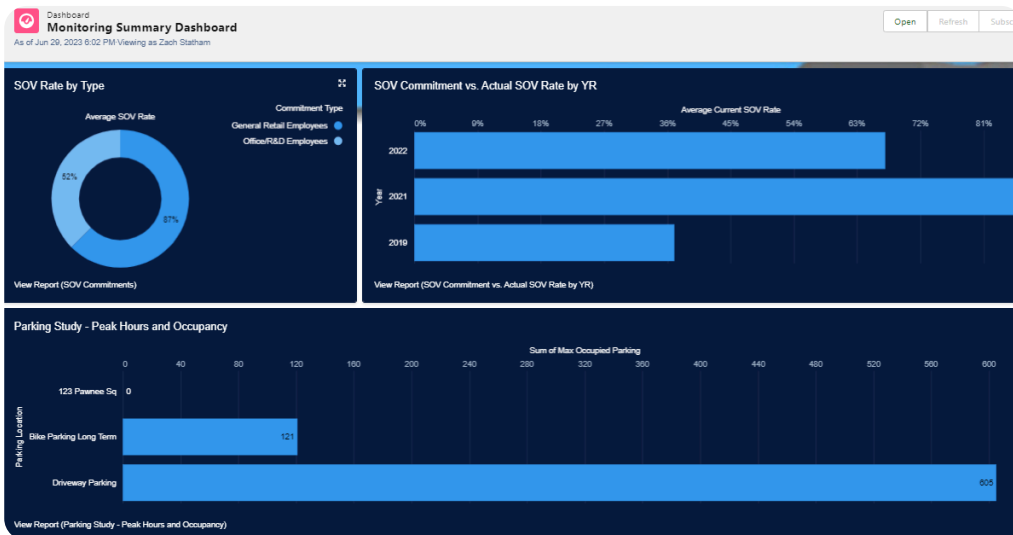 Dashboard
Monitoring Summary Dashboard
As of Jun 29, 2023 6:02 PM·Viewing as Zach Statham
Open
Refresh
Subsc
SOV Rate by Type
Average SOV Rate
Commitment Type
General Retail Employees
Office/R&D Employees
52%
87%
View Report (SOV Commitments)
SOV Commitment vs. Actual SOV Rate by YR
Average Current SOV Rate
0% 9% 18% 27% 36% 45% 54% 63% 72% 81%
Year
2022
2021
2019
View Report (SOV Commitment vs. Actual SOV Rate by YR)
Parking Study - Peak Hours and Occupancy
Sum of Max Occupied Parking
0 40 80 120 160 200 240 280 320 360 400 440 480 520 560 600
Parking Location
123 Pawnee Sq 0
Bike Parking Long Term 121
Driveway Parking 605
View Report (Parking Study - Peak Hours and Occupancy)